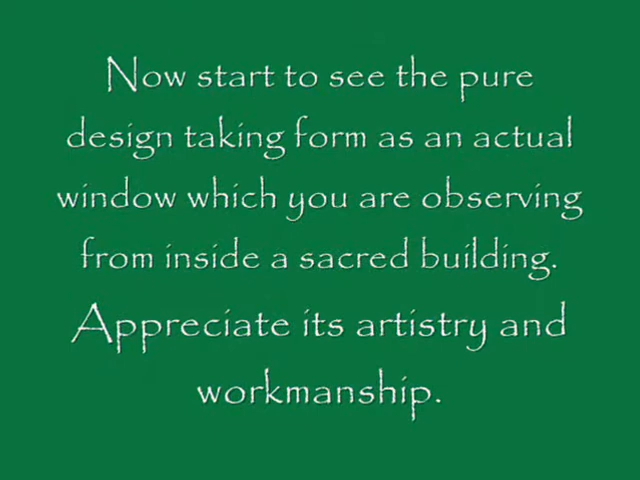 Now start to see the pure
design taking form as an actual
window which you are observing
from inside a sacred building.
Appreciate its artistry and
workmanship.